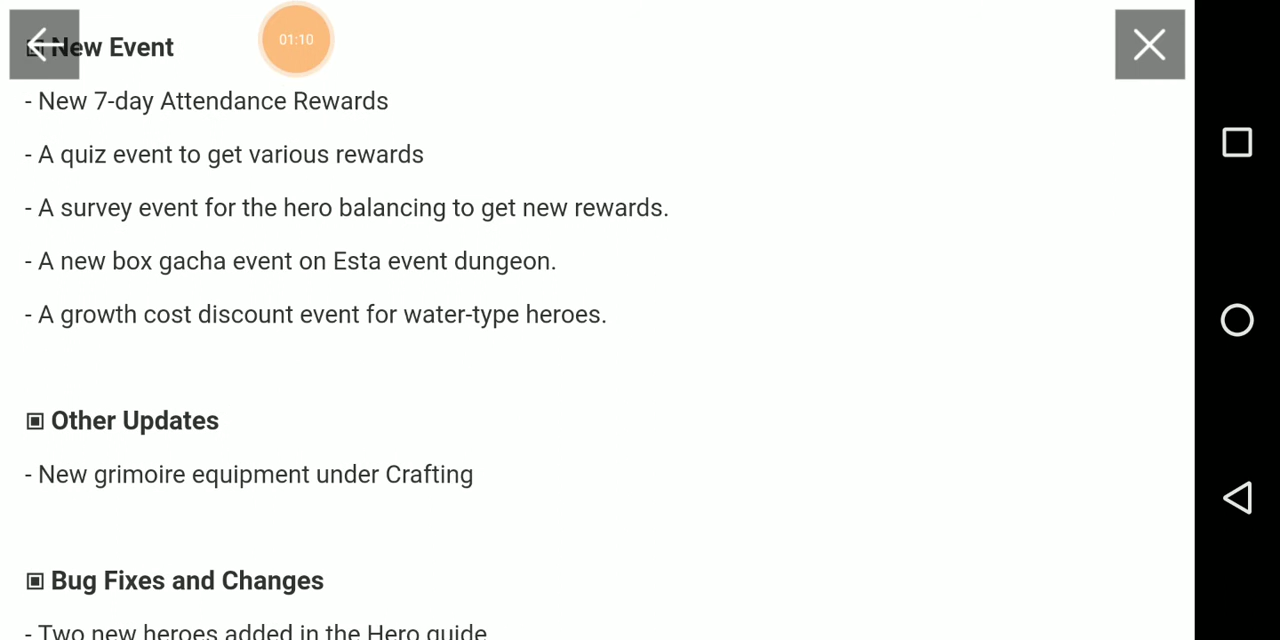 ▣ New Event
01:10
- New 7-day Attendance Rewards
- A quiz event to get various rewards
- A survey event for the hero balancing to get new rewards.
- A new box gacha event on Esta event dungeon.
- A growth cost discount event for water-type heroes.
▣ Other Updates
- New grimoire equipment under Crafting
▣ Bug Fixes and Changes
- Two new heroes added in the Hero guide